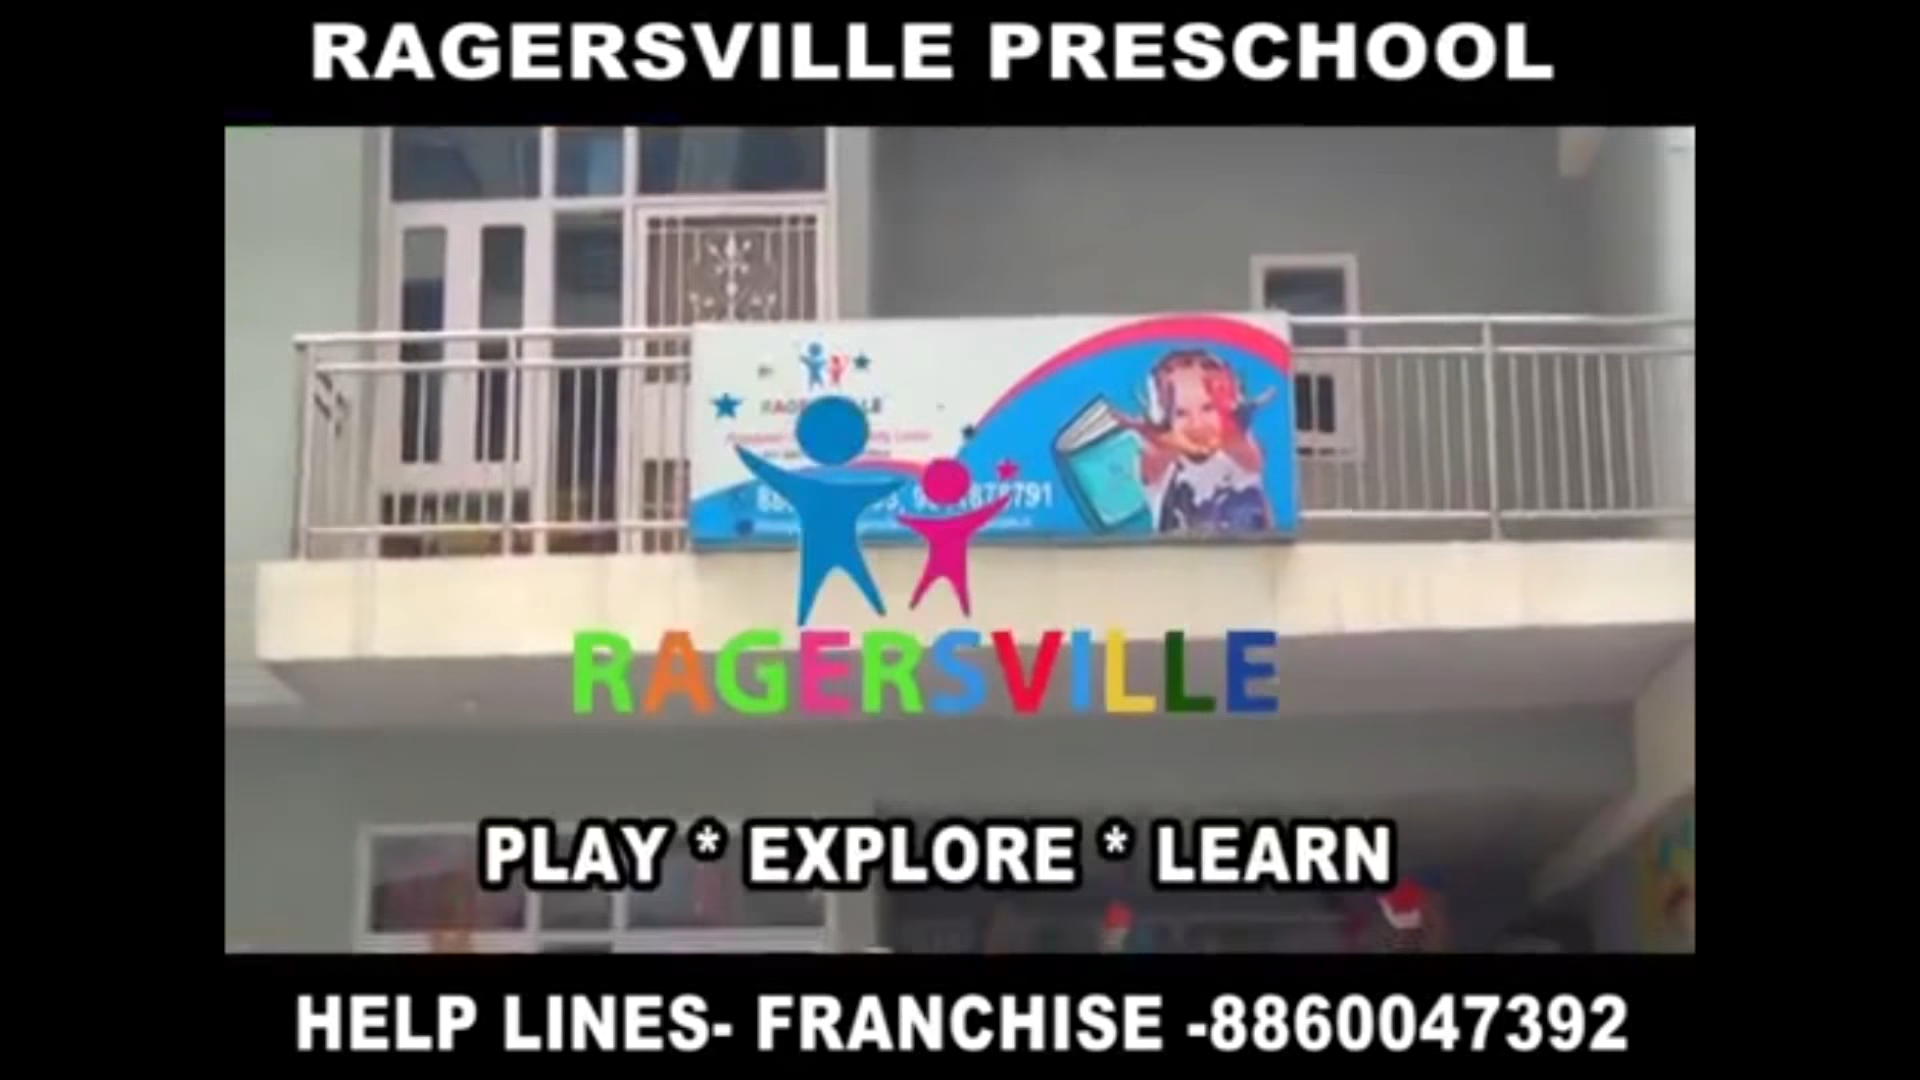 RAGERSVILLE PRESCHOOL
RAGERSVILLE
PLAY * EXPLORE * LEARN
HELP LINES- FRANCHISE -8860047392